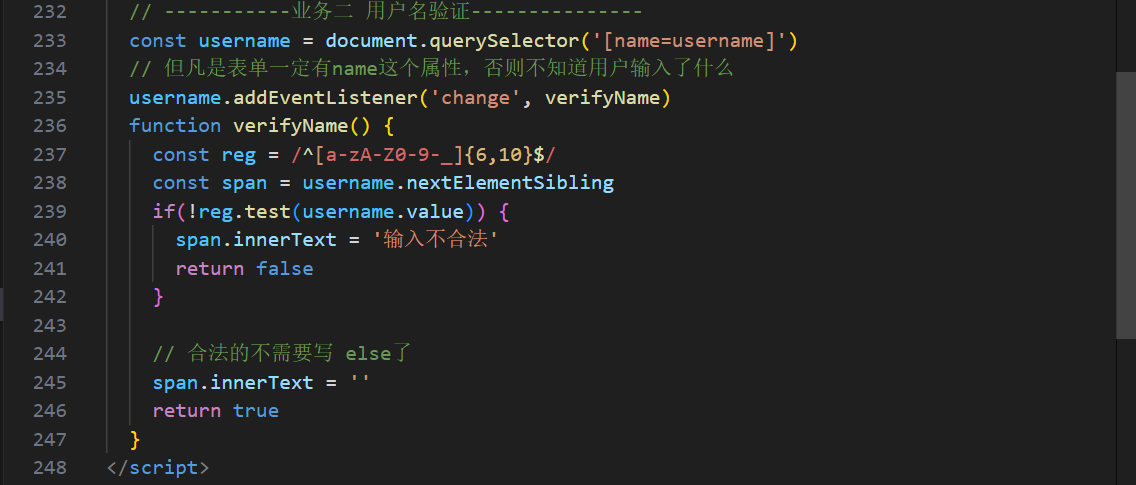 232 // -----------业务二 用户名验证---------------
233 const username = document.querySelector('[name=username]')
234 // 但凡是表单一定有name这个属性，否则不知道用户输入了什么
235 username.addEventListener('change', verifyName)
236 function verifyName() {
237 const reg = /^[a-zA-Z0-9-_]{6,10}$/
238 const span = username.nextElementSibling
239 if(!reg.test(username.value)) {
240 span.innerText = '输入不合法'
241 return false
242 }
243
244 // 合法的不需要写 else了
245 span.innerText = ''
246 return true
247 }
248 </script>